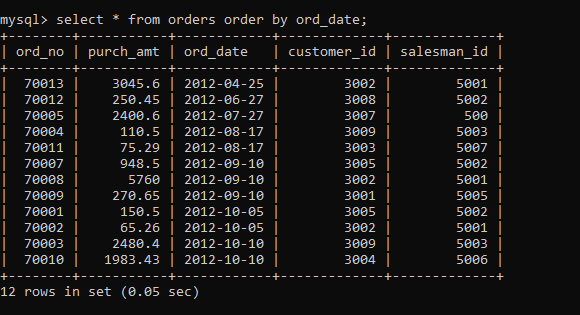 mysql> select * from orders order by ord_date;
+--------+-----------+------------+-------------+-------------+
| ord_no | purch_amt | ord_date   | customer_id | salesman_id |
+--------+-----------+------------+-------------+-------------+
|  70013 |    3045.6 | 2012-04-25 |        3002 |        5001 |
|  70012 |    250.45 | 2012-06-27 |        3008 |        5002 |
|  70005 |    2400.6 | 2012-07-27 |        3007 |         500 |
|  70004 |     110.5 | 2012-08-17 |        3009 |        5003 |
|  70011 |     75.29 | 2012-08-17 |        3003 |        5007 |
|  70007 |     948.5 | 2012-09-10 |        3005 |        5002 |
|  70008 |      5760 | 2012-09-10 |        3002 |        5001 |
|  70009 |    270.65 | 2012-09-10 |        3001 |        5005 |
|  70001 |     150.5 | 2012-10-05 |        3005 |        5002 |
|  70002 |     65.26 | 2012-10-05 |        3002 |        5001 |
|  70003 |    2480.4 | 2012-10-10 |        3009 |        5003 |
|  70010 |   1983.43 | 2012-10-10 |        3004 |        5006 |
+--------+-----------+------------+-------------+-------------+
12 rows in set (0.05 sec)